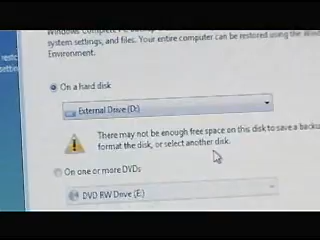 Windows Complete PC Backup
system settings, and files. Your entire computer can be restored using the Wind
Environment.
On a hard disk
External Drive (D:)
There may not be enough free space on this disk to save a backu
format the disk, or select another disk.
On one or more DVDs
DVD RW Drive (E:)